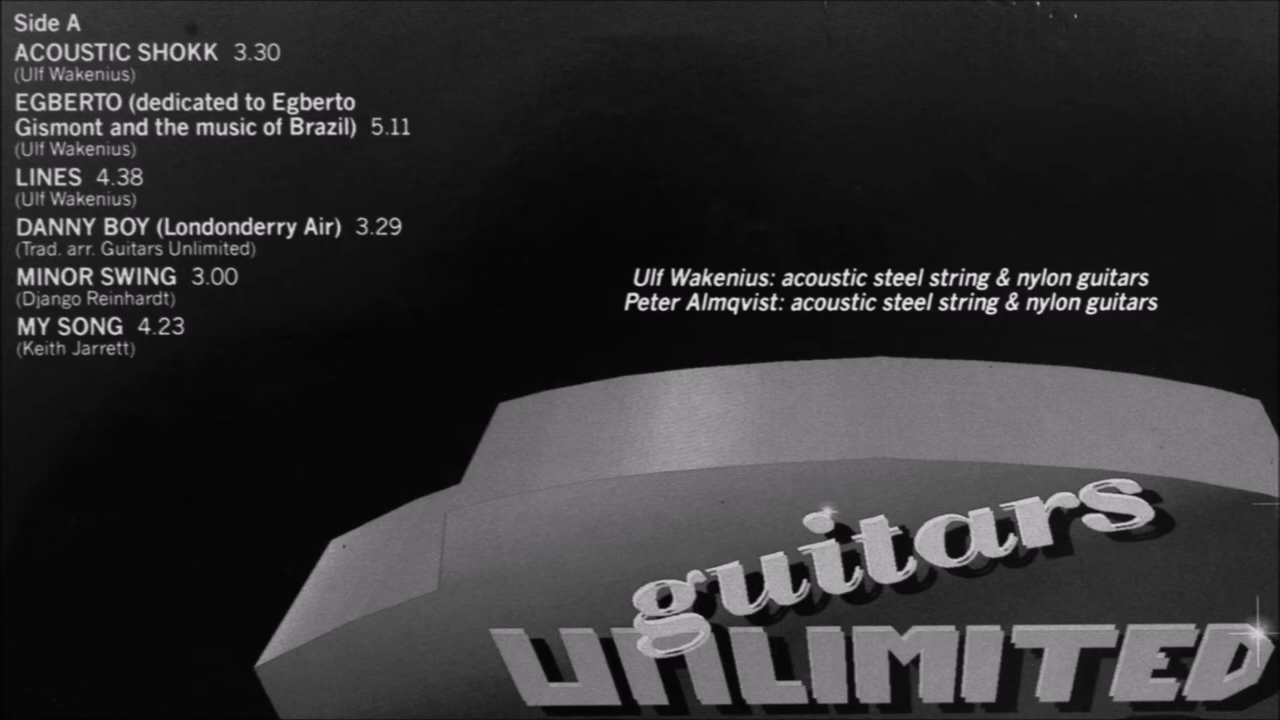 Side A
ACOUSTIC SHOKK 3.30
(Ulf Wakenius)
EGBERTO (dedicated to Egberto
Gismont and the music of Brazil) 5.11
(Ulf Wakenius)
LINES 4.38
(Ulf Wakenius)
DANNY BOY (Londonderry Air) 3.29
(Trad. arr. Guitars Unlimited)
MINOR SWING 3.00
(Django Reinhardt)
MY SONG 4.23
(Keith Jarrett)
Ulf Wakenius: acoustic steel string & nylon guitars
Peter Almqvist: acoustic steel string & nylon guitars
guitars
UNLIMITED